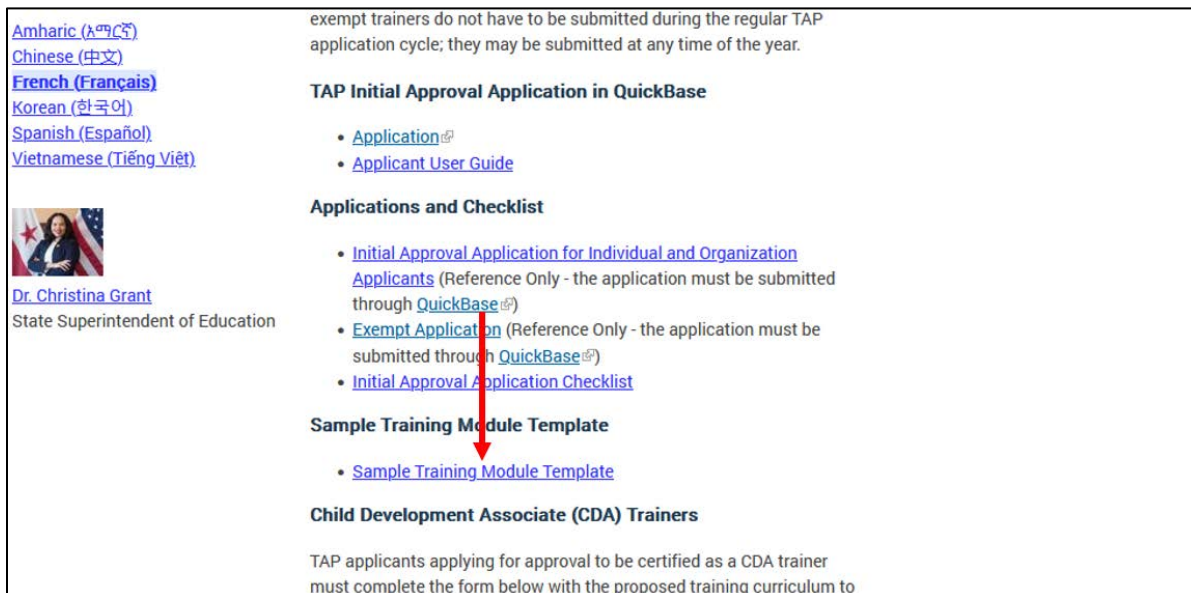 Amharic (አማርኛ)
Chinese (中文)
French (Français)
Korean (한국어)
Spanish (Español)
Vietnamese (Tiếng Việt)
Dr. Christina Grant
State Superintendent of Education
exempt trainers do not have to be submitted during the regular TAP
application cycle; they may be submitted at any time of the year.
TAP Initial Approval Application in QuickBase
• Application
• Applicant User Guide
Applications and Checklist
• Initial Approval Application for Individual and Organization
Applicants (Reference Only - the application must be submitted
through QuickBase)
• Exempt Application (Reference Only - the application must be
submitted through QuickBase)
• Initial Approval Application Checklist
Sample Training Module Template
• Sample Training Module Template
Child Development Associate (CDA) Trainers
TAP applicants applying for approval to be certified as a CDA trainer
must complete the form below with the proposed training curriculum to